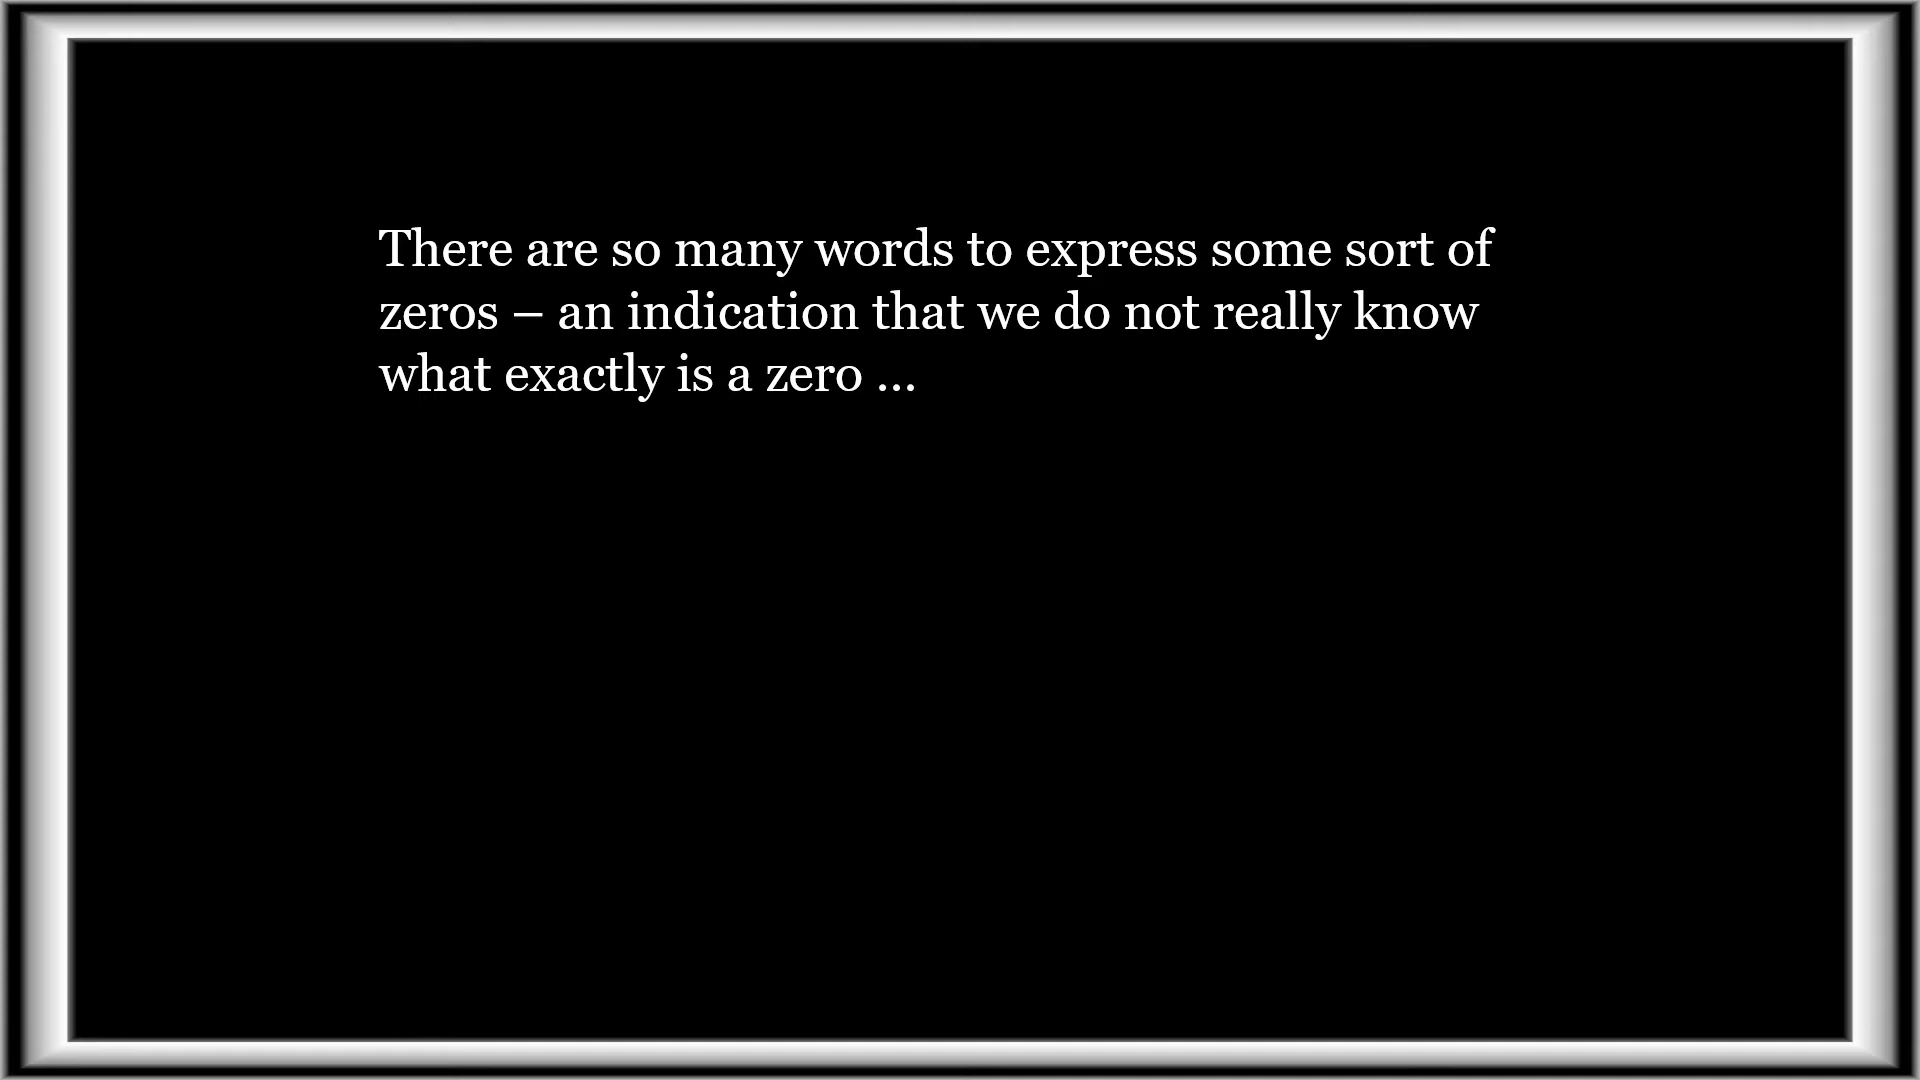 There are so many words to express some sort of
zeros – an indication that we do not really know
what exactly is a zero ...